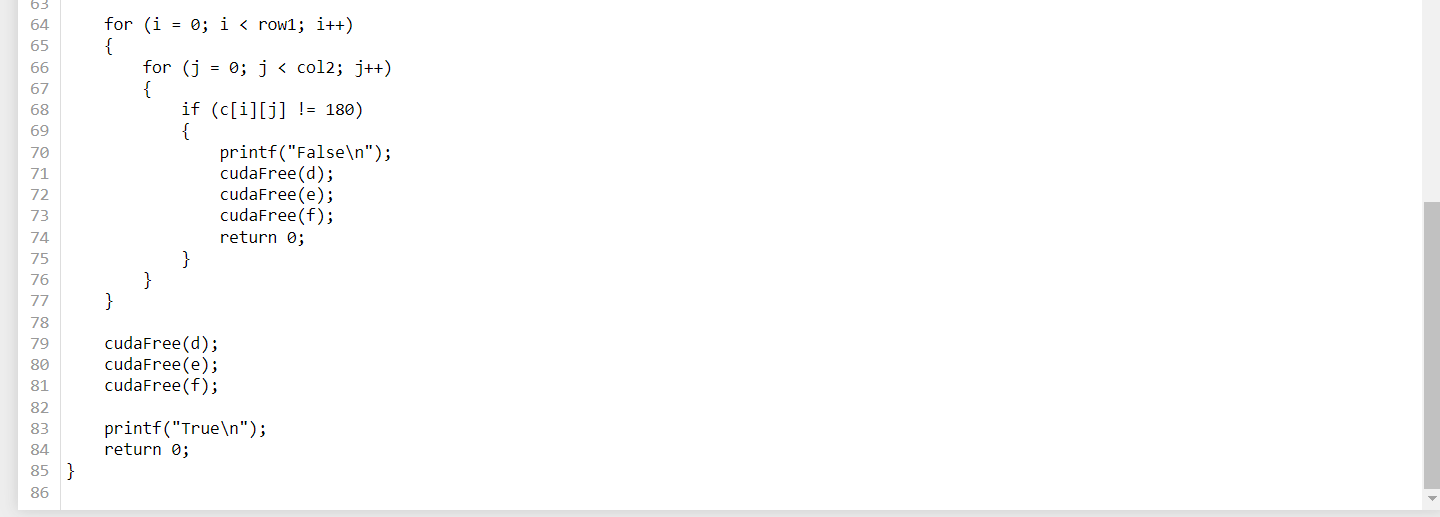 63
64 for (i = 0; i < row1; i++)
65 {
66 for (j = 0; j < col2; j++)
67 {
68 if (c[i][j] != 180)
69 {
70 printf("False\n");
71 cudaFree(d);
72 cudaFree(e);
73 cudaFree(f);
74 return 0;
75 }
76 }
77 }
78
79 cudaFree(d);
80 cudaFree(e);
81 cudaFree(f);
82
83 printf("True\n");
84 return 0;
85 }
86